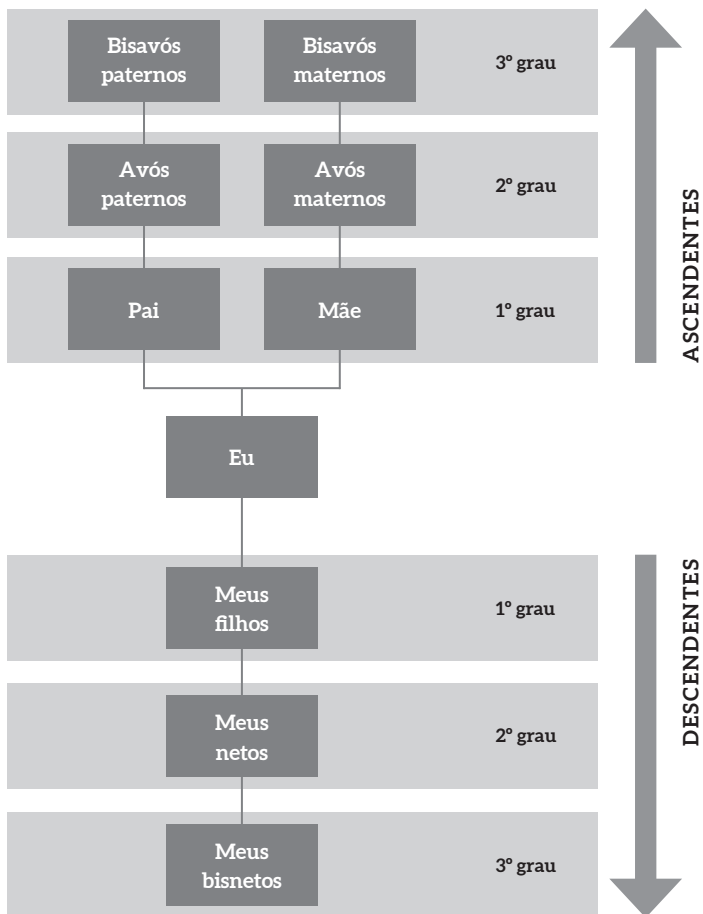 Bisavós
paternos
Bisavós
maternos
3º grau
Avós
paternos
Avós
maternos
2º grau
Pai
Mãe
1º grau
ASCENDENTES
Eu
Meus
filhos
1º grau
Meus
netos
2º grau
DESCENDENTES
Meus
bisnetos
3º grau